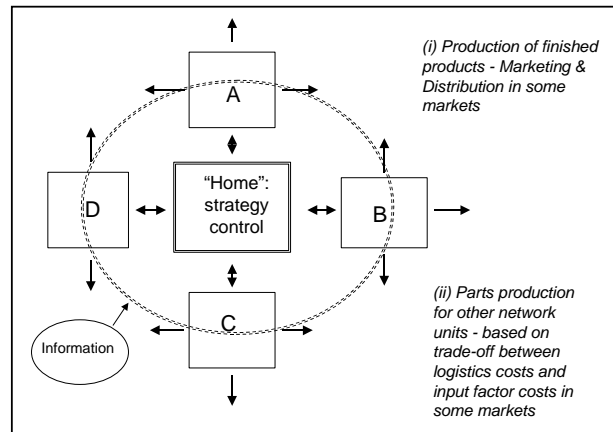 (i) Production of finished
products - Marketing &
Distribution in some
markets
A
“Home”:
strategy
control
D
B
C
Information
(ii) Parts production
for other network
units - based on
trade-off between
logistics costs and
input factor costs in
some markets